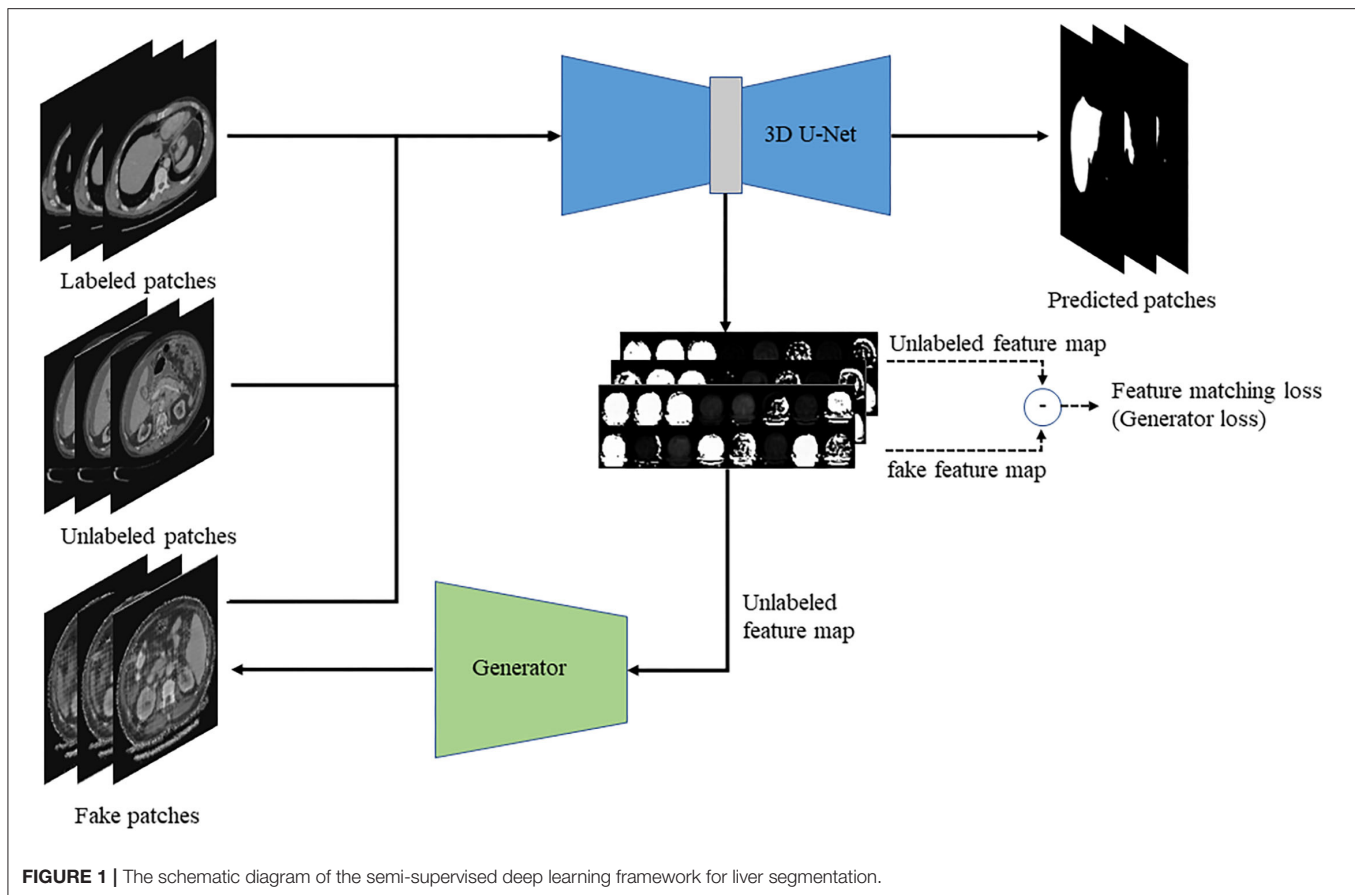 3D U-Net
Labeled patches
Predicted patches
Unlabeled feature map
-
Feature matching loss
(Generator loss)
fake feature map
Unlabeled patches
Unlabeled
feature map
Generator
Fake patches
FIGURE 1 | The schematic diagram of the semi-supervised deep learning framework for liver segmentation.